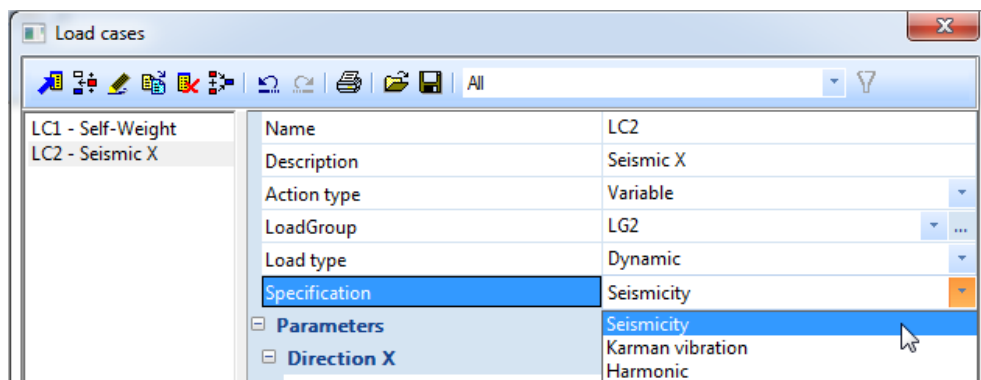 Load cases
All
LC1 - Self-Weight
LC2 - Seismic X
Name LC2
Description Seismic X
Action type Variable
LoadGroup LG2 ...
Load type Dynamic
Specification Seismicity
Parameters Seismicity
Karman vibration
Direction X Harmonic